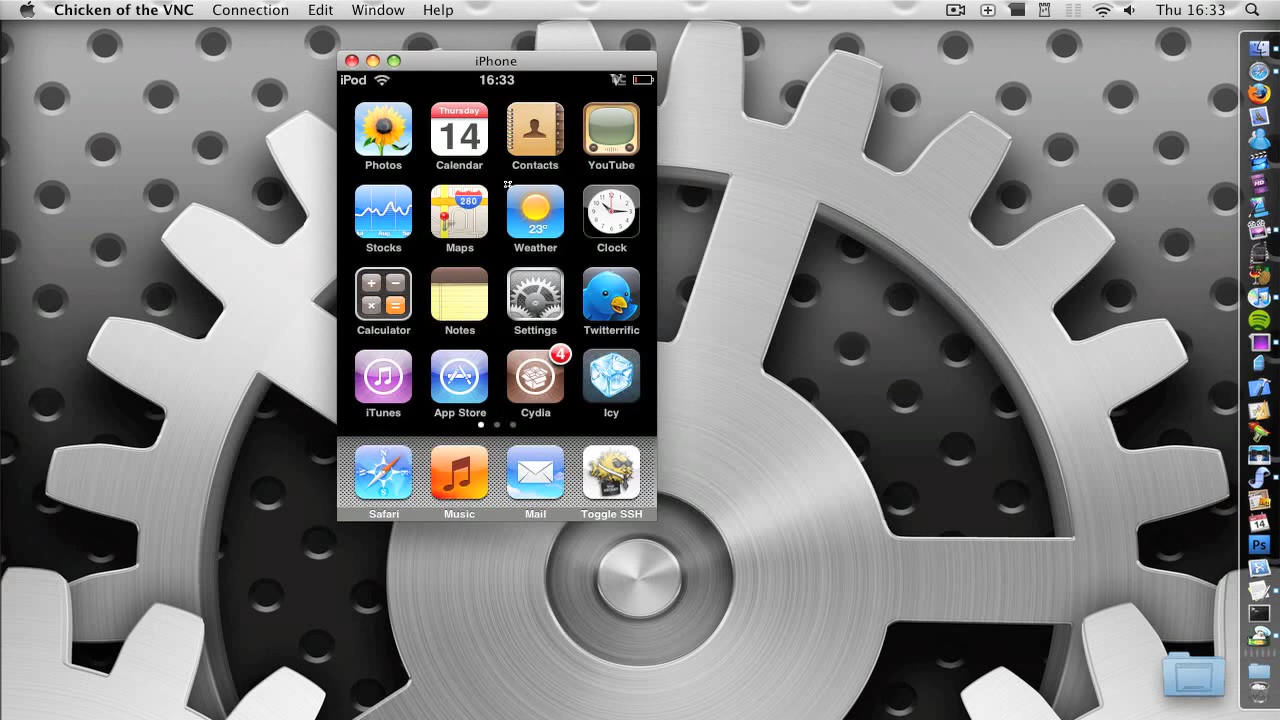 Chicken of the VNC Connection Edit Window Help Thu 16:33
iPhone
iPod 16:33
Thursday
14
Photos Calendar Contacts YouTube
280
23°
Stocks Maps Weather Clock
Calculator Notes Settings Twitterrific
4
iTunes App Store Cydia Icy
Safari Music Mail Toggle SSH
14
Ps